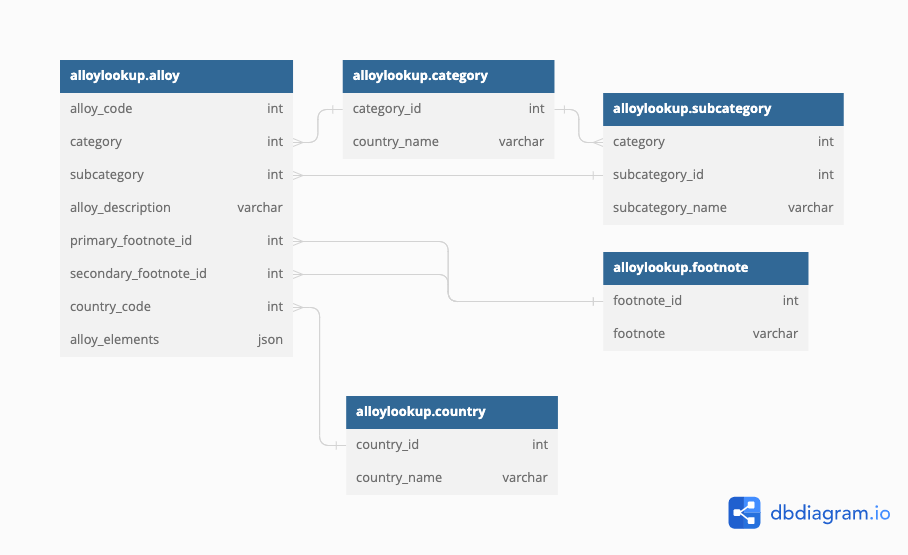 alloylookup.alloy
alloy_code int
category int
subcategory int
alloy_description varchar
primary_footnote_id int
secondary_footnote_id int
country_code int
alloy_elements json
alloylookup.category
category_id int
country_name varchar
alloylookup.subcategory
category int
subcategory_id int
subcategory_name varchar
alloylookup.footnote
footnote_id int
footnote varchar
alloylookup.country
country_id int
country_name varchar
dbdiagram.io